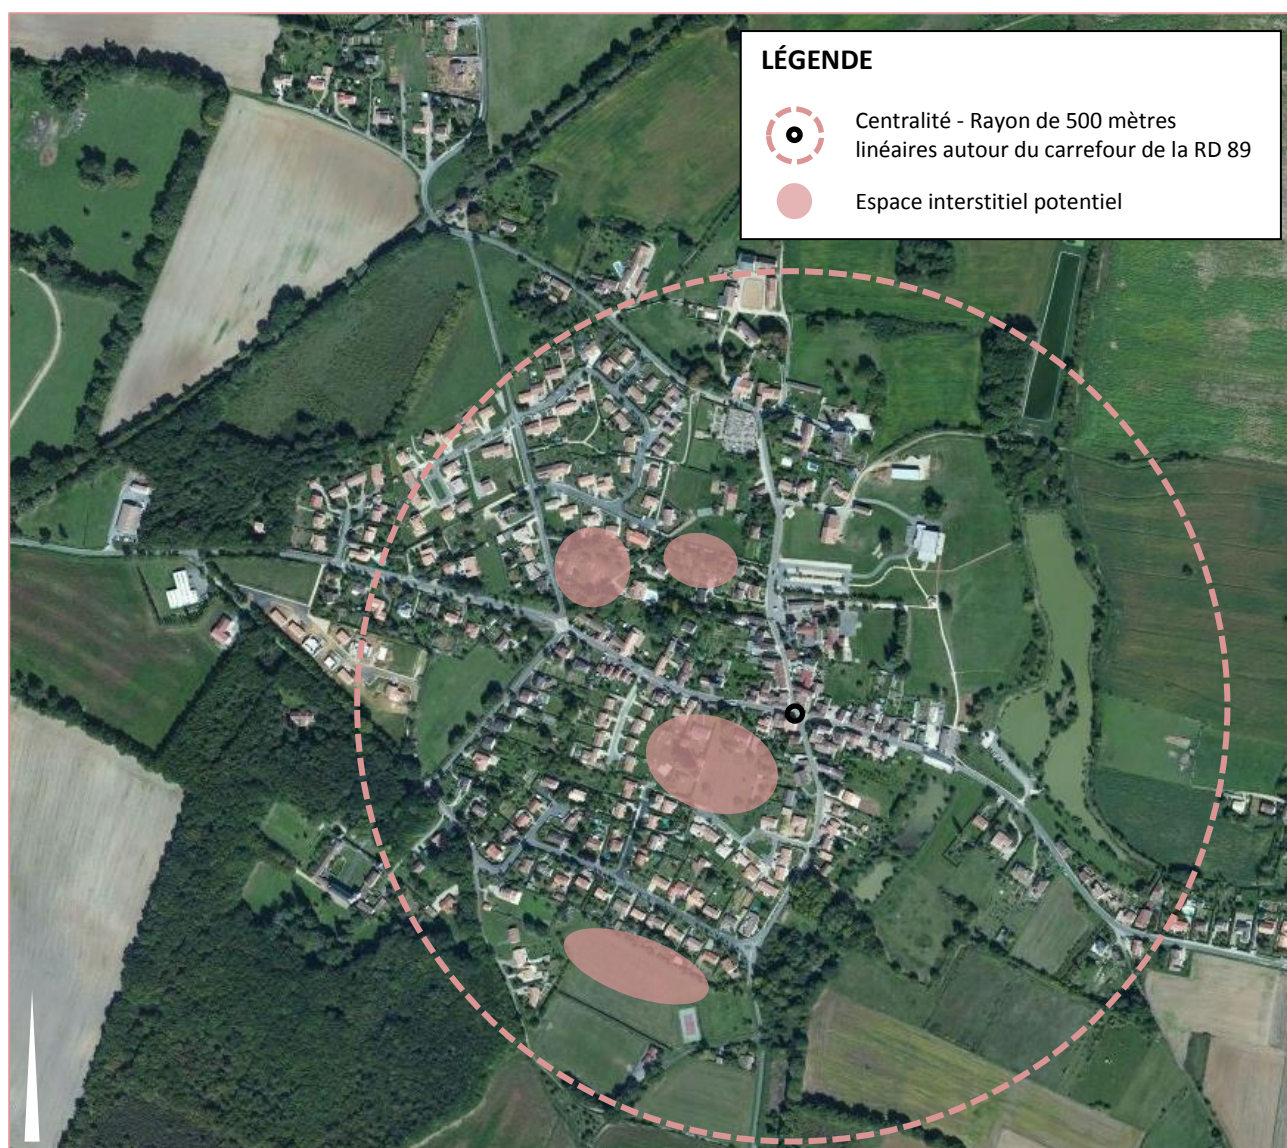 LÉGENDE
Centralité - Rayon de 500 mètres
linéaires autour du carrefour de la RD 89
Espace interstitiel potentiel